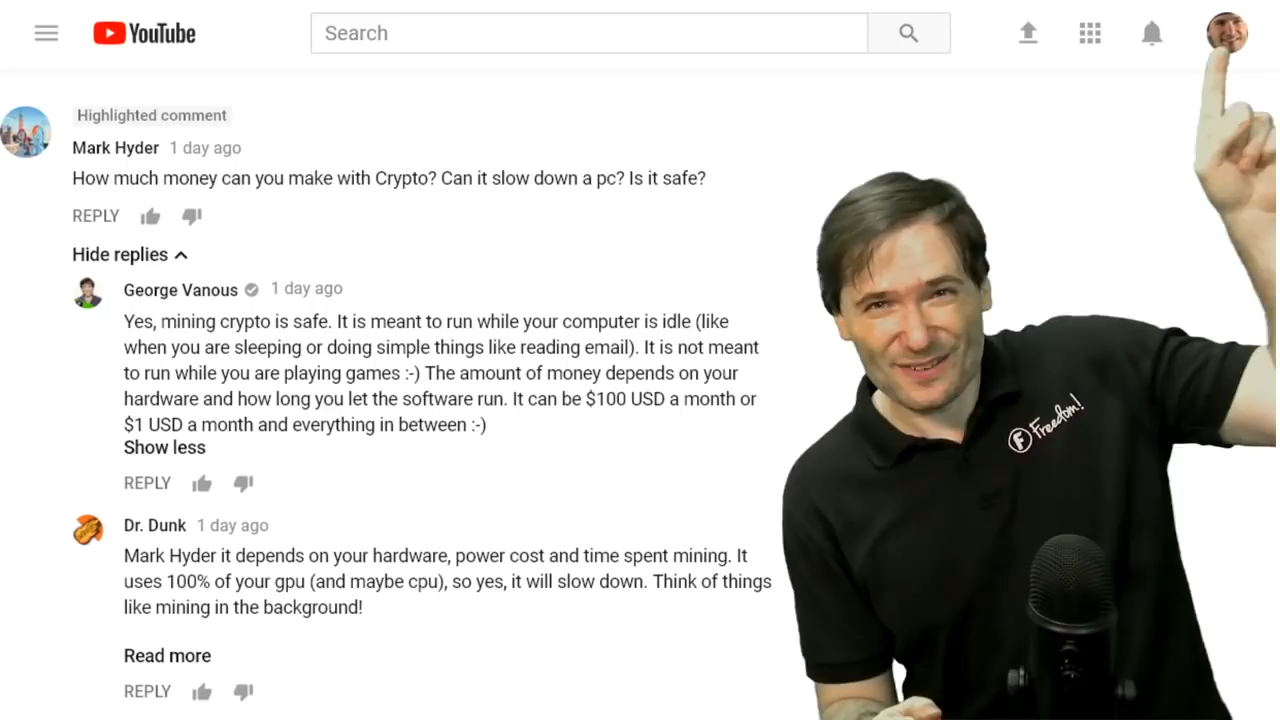 YouTube
Search
Highlighted comment
Mark Hyder 1 day ago
How much money can you make with Crypto? Can it slow down a pc? Is it safe?
REPLY
Hide replies
George Vanous 1 day ago
Yes, mining crypto is safe. It is meant to run while your computer is idle (like
when you are sleeping or doing simple things like reading email). It is not meant
to run while you are playing games :-) The amount of money depends on your
hardware and how long you let the software run. It can be $100 USD a month or
$1 USD a month and everything in between :-)
Show less
REPLY
Dr. Dunk 1 day ago
Mark Hyder it depends on your hardware, power cost and time spent mining. It
uses 100% of your gpu (and maybe cpu), so yes, it will slow down. Think of things
like mining in the background!
Read more
REPLY
F Freedom!